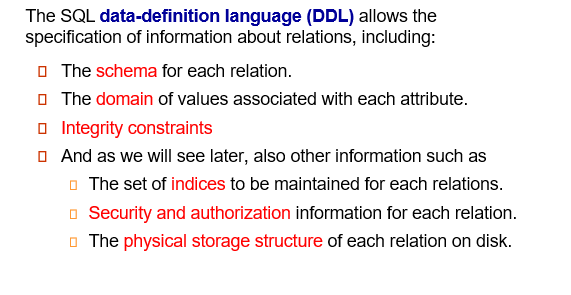 The SQL data-definition language (DDL) allows the
specification of information about relations, including:
The schema for each relation.
The domain of values associated with each attribute.
Integrity constraints
And as we will see later, also other information such as
The set of indices to be maintained for each relations.
Security and authorization information for each relation.
The physical storage structure of each relation on disk.